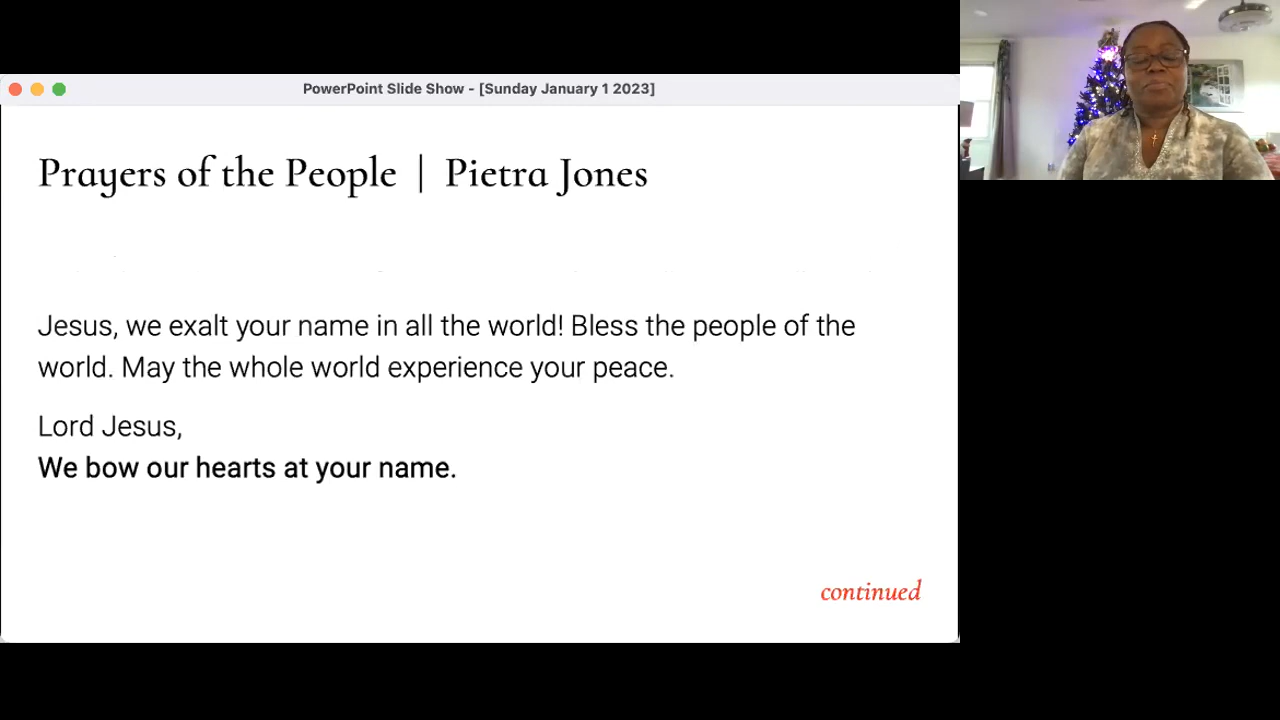 PowerPoint Slide Show - [Sunday January 1 2023]
Prayers of the People | Pietra Jones
Jesus, we exalt your name in all the world! Bless the people of the
world. May the whole world experience your peace.
Lord Jesus,
We bow our hearts at your name.
continued